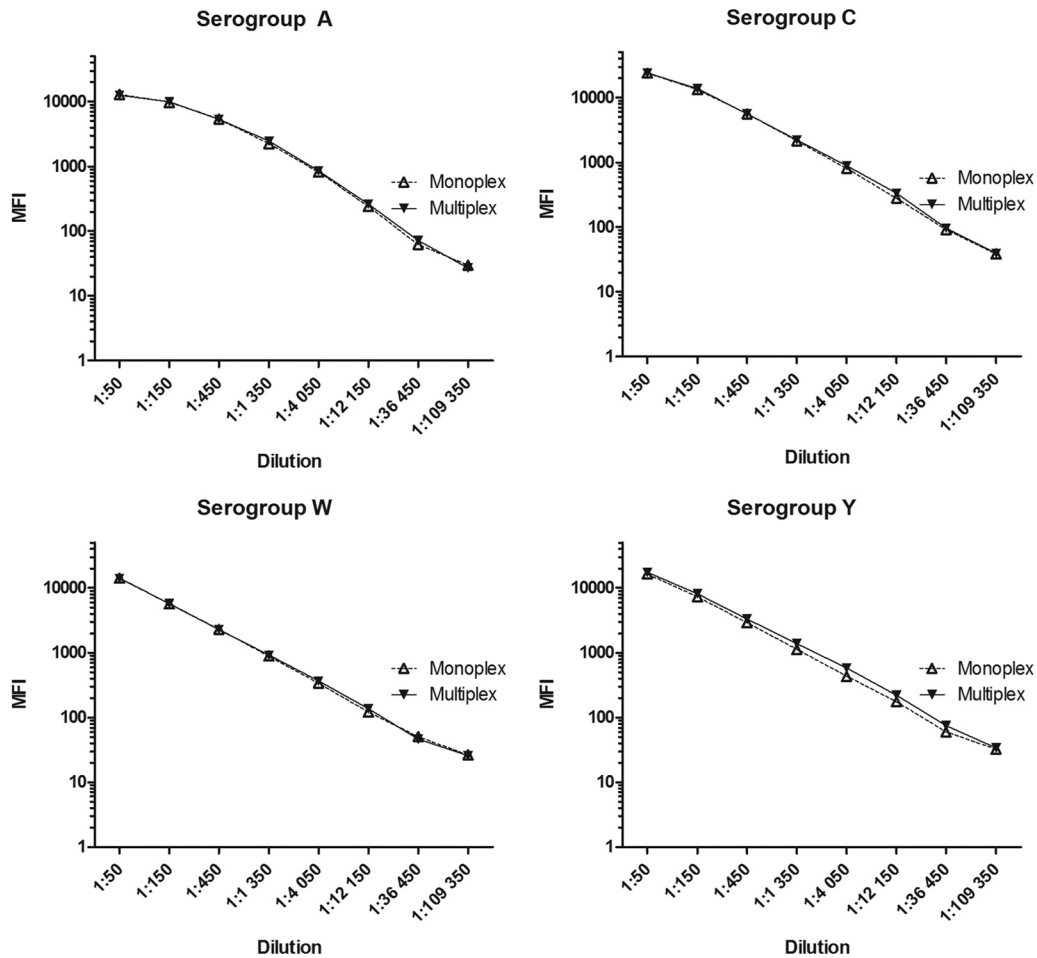 Serogroup A
MFI
10000
1000
100
10
1
Monoplex
Multiplex
1:50
1:150
1:450
1:1 350
1:4 050
1:12 150
1:36 450
1:109 350
Dilution
Serogroup C
MFI
10000
1000
100
10
1
Monoplex
Multiplex
1:50
1:150
1:450
1:1 350
1:4 050
1:12 150
1:36 450
1:109 350
Dilution
Serogroup W
MFI
10000
1000
100
10
1
Monoplex
Multiplex
1:50
1:150
1:450
1:1 350
1:4 050
1:12 150
1:36 450
1:109 350
Dilution
Serogroup Y
MFI
10000
1000
100
10
1
Monoplex
Multiplex
1:50
1:150
1:450
1:1 350
1:4 050
1:12 150
1:36 450
1:109 350
Dilution